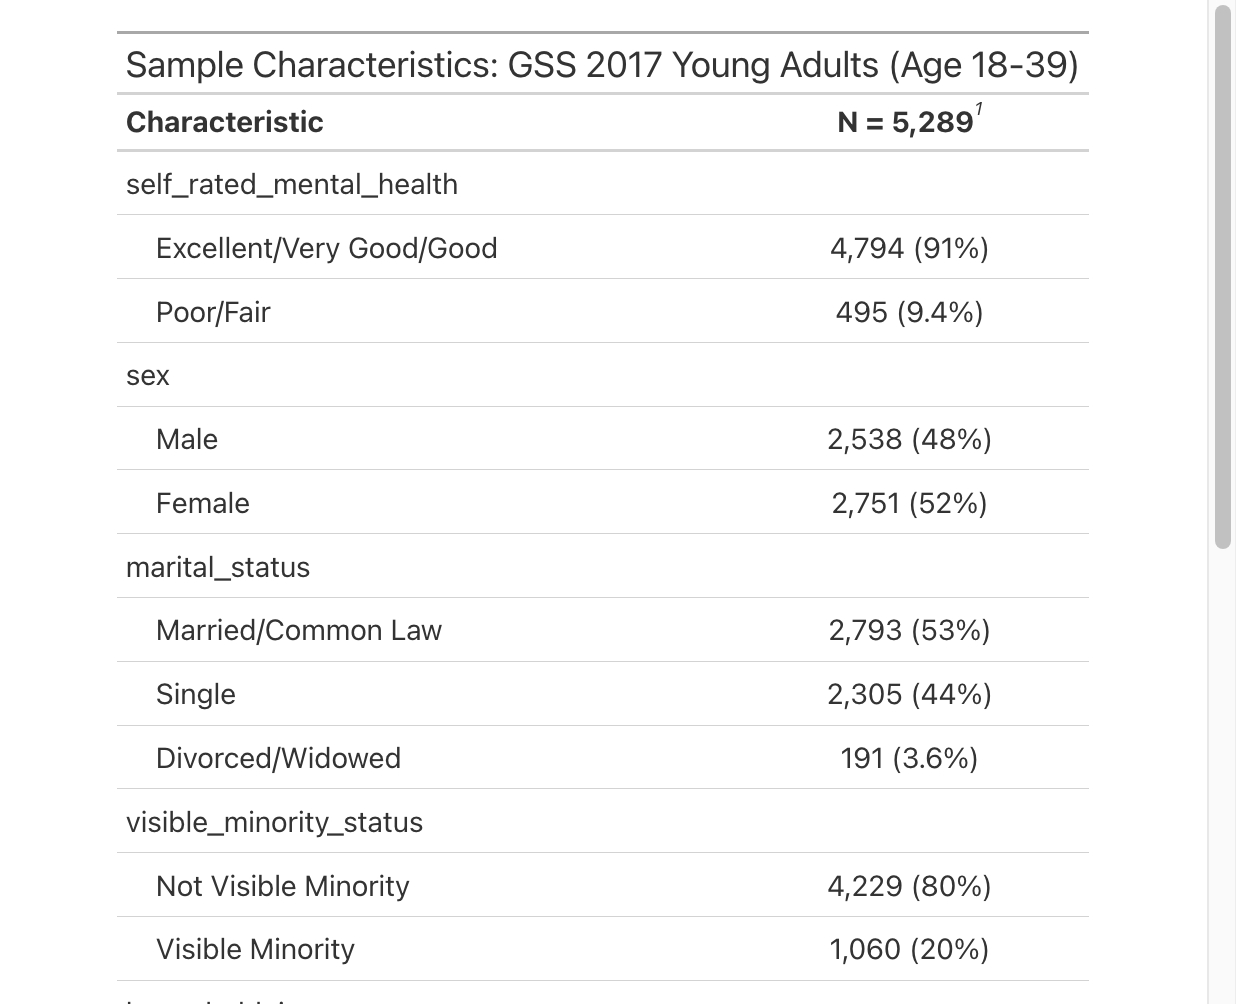 Sample Characteristics: GSS 2017 Young Adults (Age 18-39)
Characteristic N = 5,289¹
self_rated_mental_health
Excellent/Very Good/Good 4,794 (91%)
Poor/Fair 495 (9.4%)
sex
Male 2,538 (48%)
Female 2,751 (52%)
marital_status
Married/Common Law 2,793 (53%)
Single 2,305 (44%)
Divorced/Widowed 191 (3.6%)
visible_minority_status
Not Visible Minority 4,229 (80%)
Visible Minority 1,060 (20%)